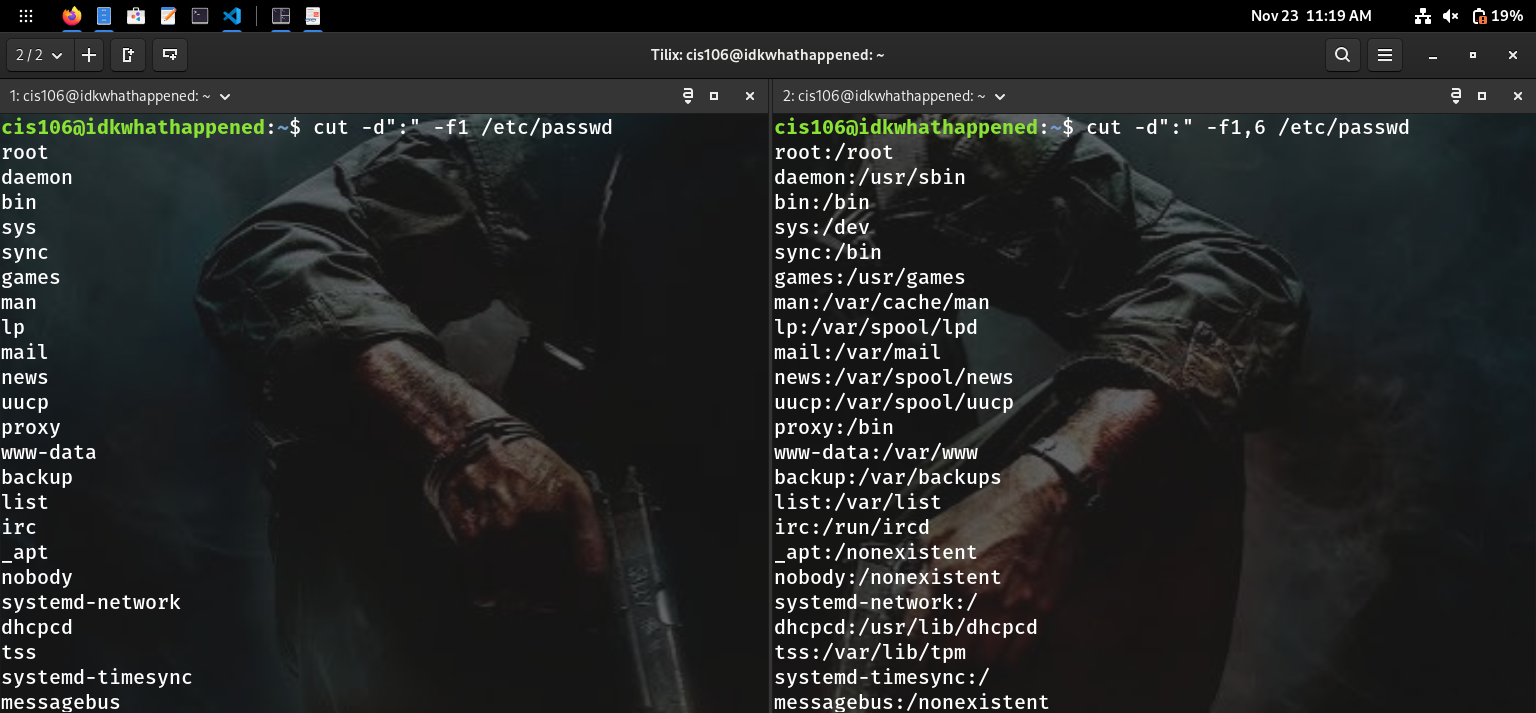 Nov 23 11:19 AM
19%
2 / 2
Tilix: cis106@idkwhathappened: ~
1: cis106@idkwhathappened: ~
cis106@idkwhathappened:~$ cut -d":" -f1 /etc/passwd
root
daemon
bin
sys
sync
games
man
lp
mail
news
uucp
proxy
www-data
backup
list
irc
_apt
nobody
systemd-network
dhcpcd
tss
systemd-timesync
messagebus
2: cis106@idkwhathappened: ~
cis106@idkwhathappened:~$ cut -d":" -f1,6 /etc/passwd
root:/root
daemon:/usr/sbin
bin:/bin
sys:/dev
sync:/bin
games:/usr/games
man:/var/cache/man
lp:/var/spool/lpd
mail:/var/mail
news:/var/spool/news
uucp:/var/spool/uucp
proxy:/bin
www-data:/var/www
backup:/var/backups
list:/var/list
irc:/run/ircd
_apt:/nonexistent
nobody:/nonexistent
systemd-network:/
dhcpcd:/usr/lib/dhcpcd
tss:/var/lib/tpm
systemd-timesync:/
messagebus:/nonexistent